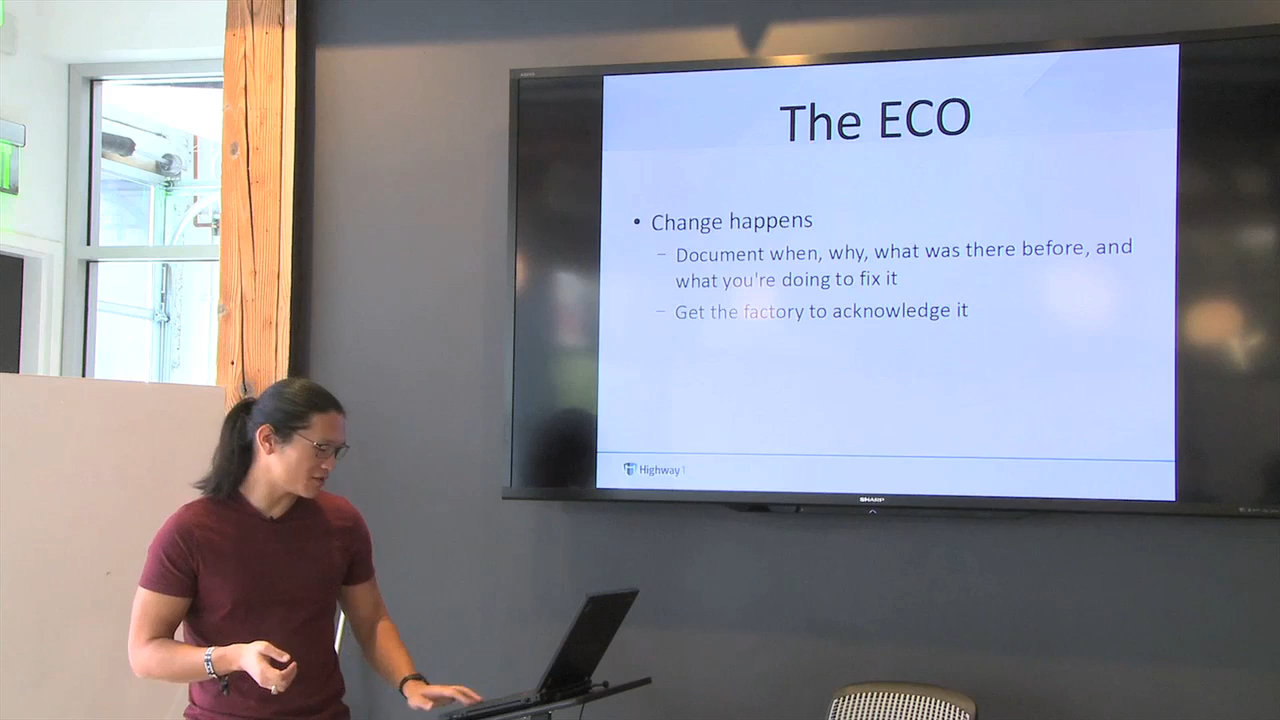 The ECO
• Change happens
– Document when, why, what was there before, and
what you're doing to fix it
– Get the factory to acknowledge it
Highway1
SHARP